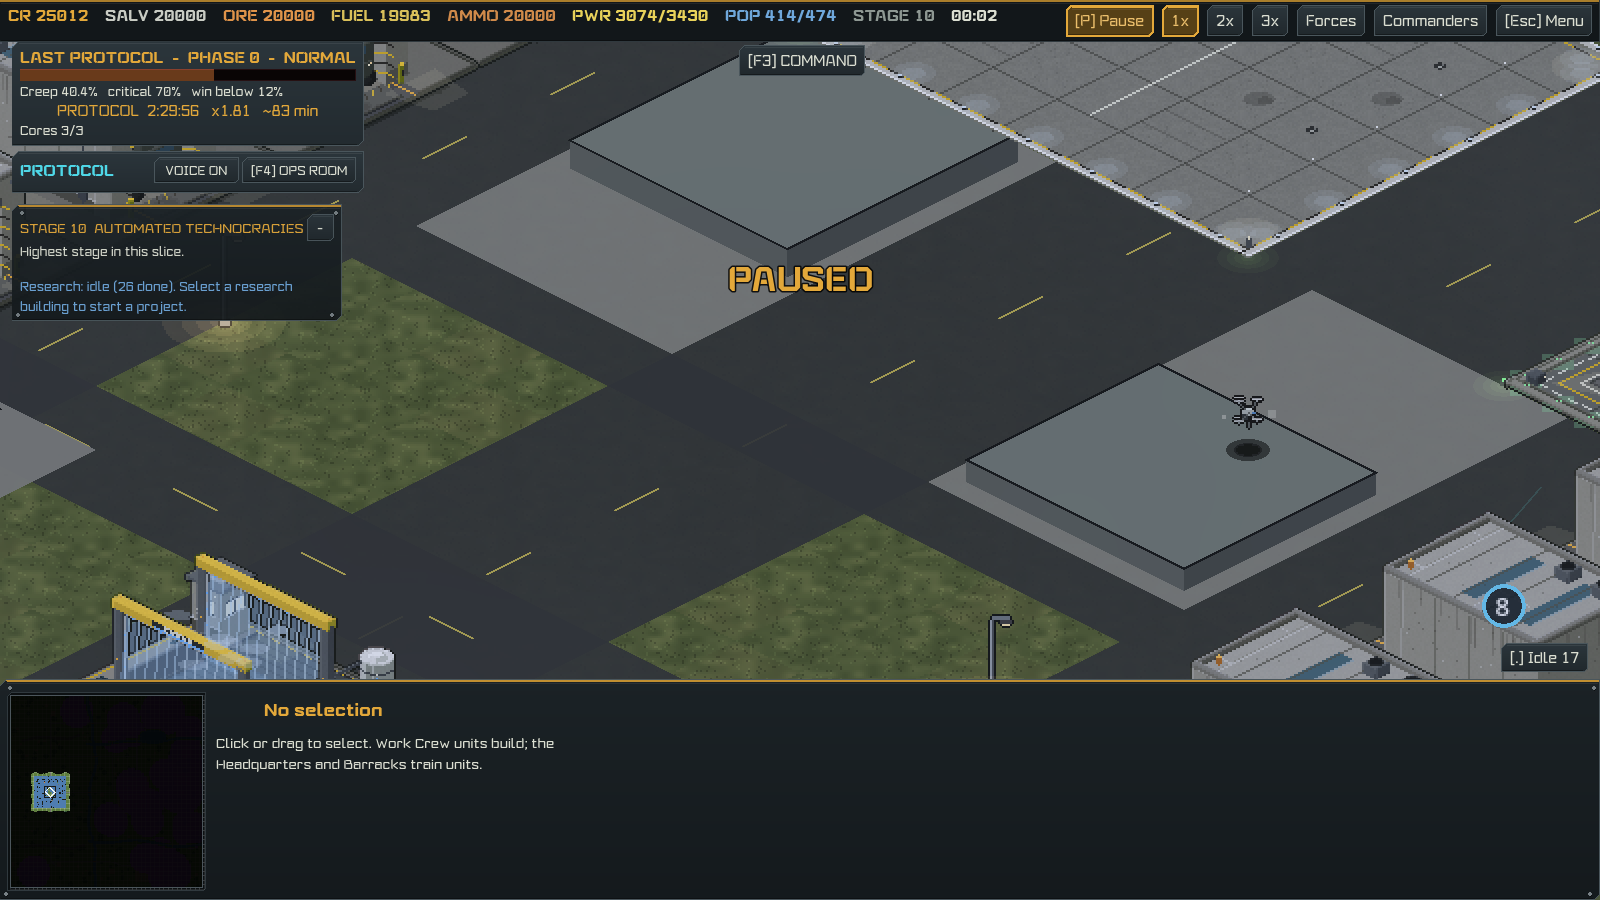 CR 25012 SALV 20000 ORE 20000 FUEL 19983 AMMO 20000 PWR 3074/3430 POP 414/474 STAGE 10 00:02 [P] Pause 1x 2x 3x Forces Commanders [Esc] Menu
LAST PROTOCOL - PHASE 0 - NORMAL
[F3] COMMAND
Creep 40.4% critical 70% win below 12%
PROTOCOL 2:29:56 x1.81 ~83 min
Cores 3/3
PROTOCOL VOICE ON [F4] OPS ROOM
STAGE 10 AUTOMATED TECHNOCRACIES -
Highest stage in this slice.
Research: idle (26 done). Select a research
building to start a project.
PAUSED
8
[.] Idle 17
No selection
Click or drag to select. Work Crew units build; the
Headquarters and Barracks train units.